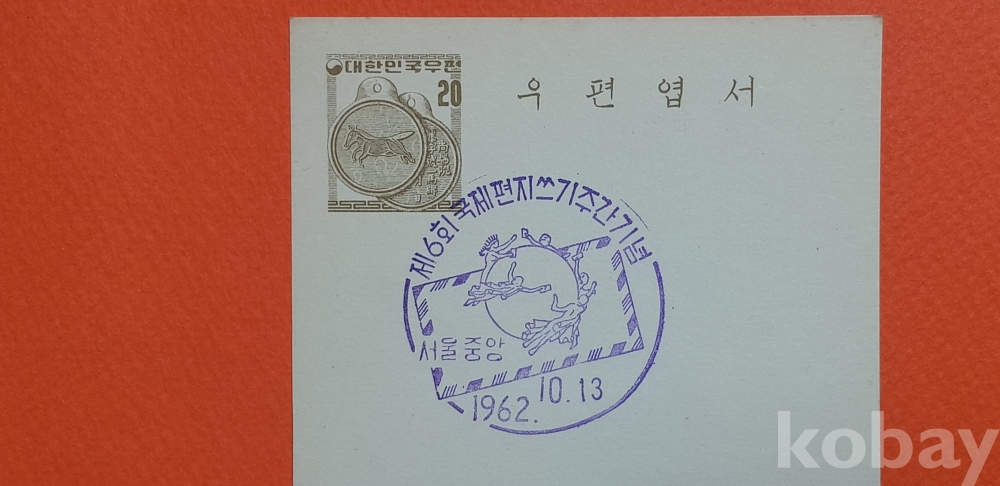 대한민국우편
20
우편엽서
제6회 국제편지쓰기주간기념
서울중앙
1962. 10. 13
kobay